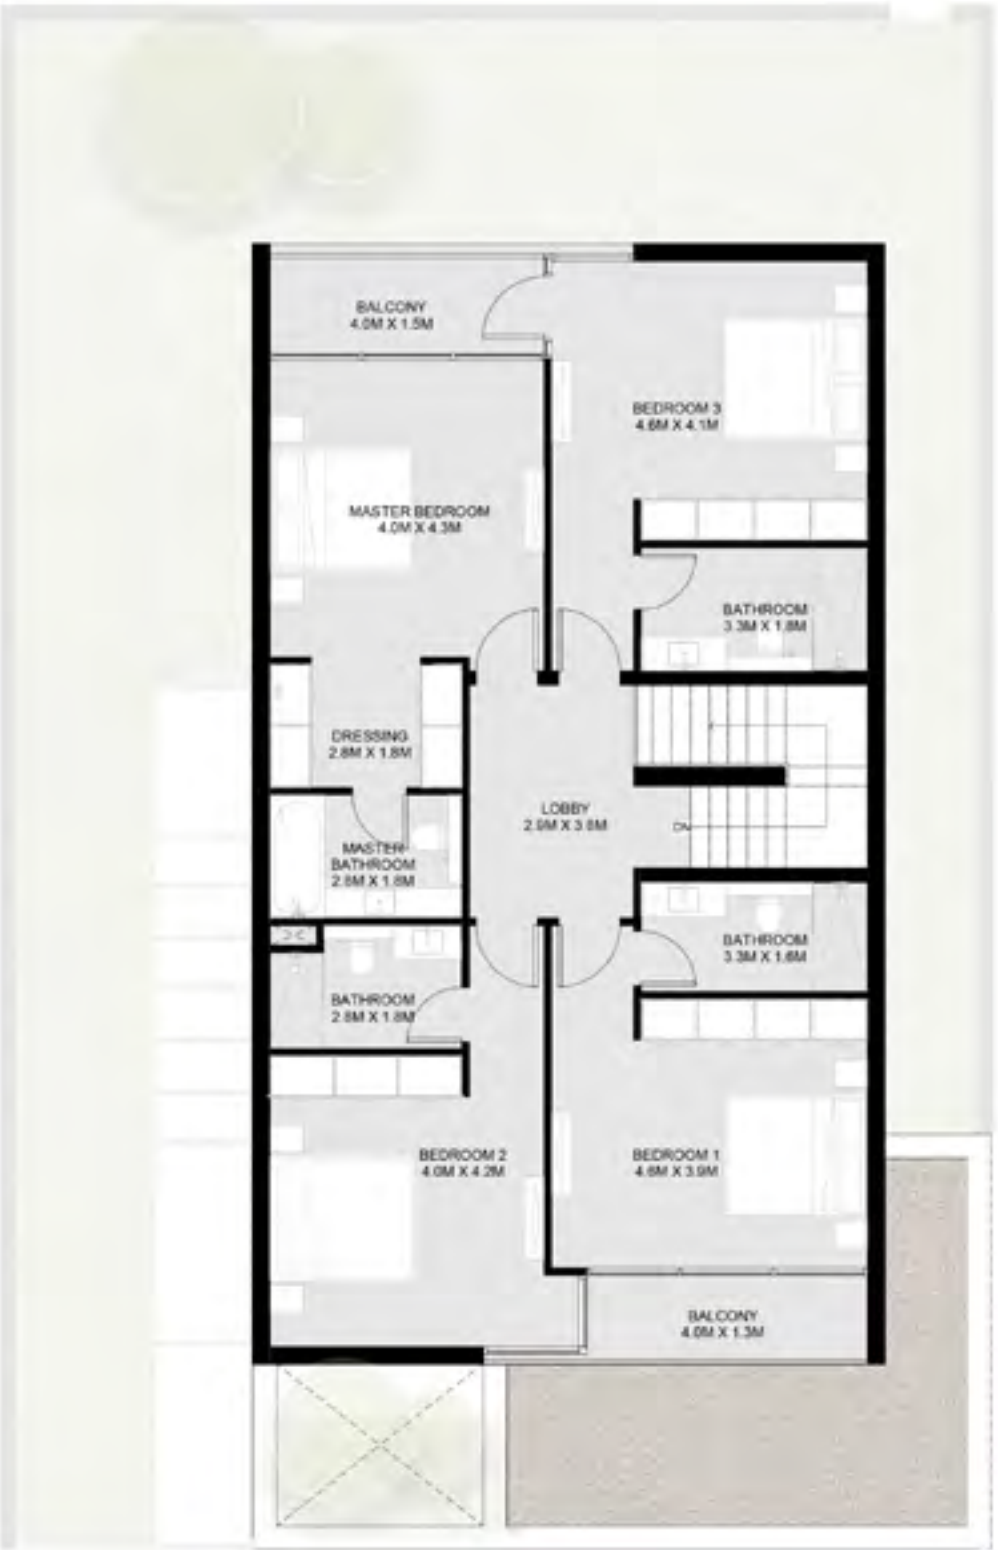 BALCONY
4.0M X 1.5M
BEDROOM 3
4.6M X 4.1M
MASTER BEDROOM
4.0M X 4.3M
BATHROOM
3.3M X 1.8M
DRESSING
2.8M X 1.8M
LOBBY
2.9M X 3.8M
DN
MASTER
BATHROOM
2.8M X 1.8M
BATHROOM
3.3M X 1.6M
BATHROOM
2.8M X 1.8M
BEDROOM 2
4.0M X 4.2M
BEDROOM 1
4.6M X 3.9M
BALCONY
4.0M X 1.3M